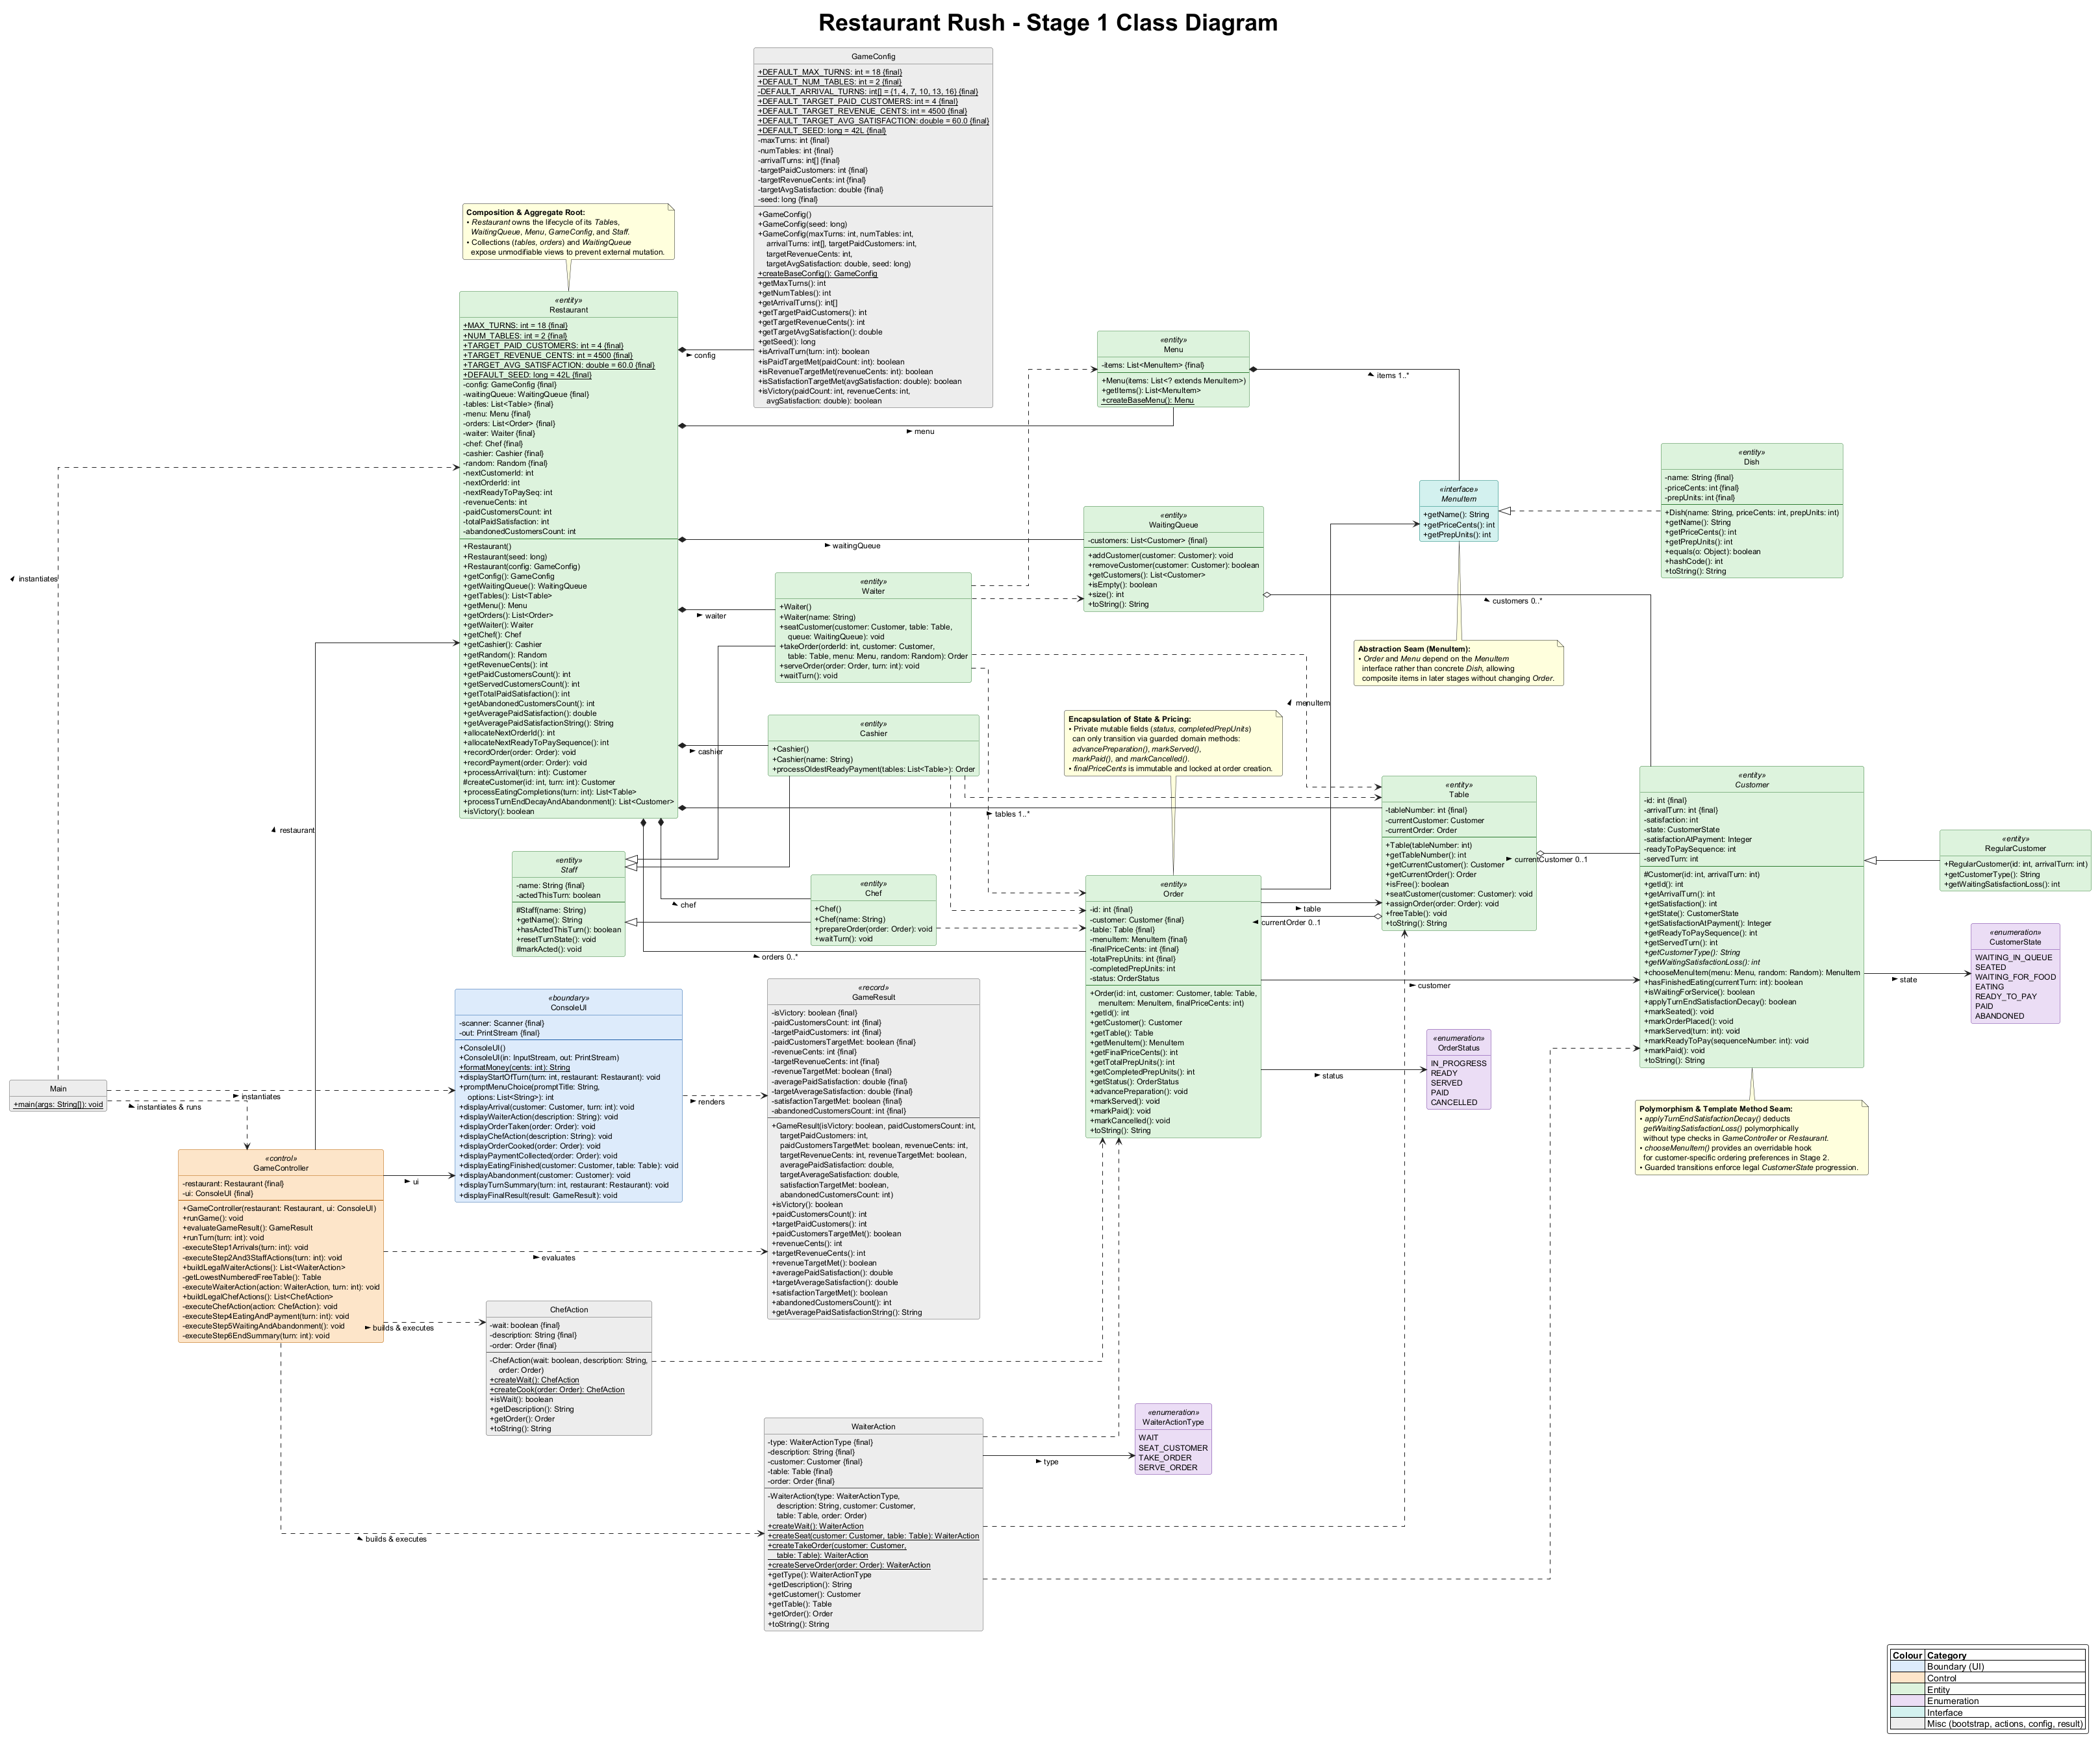 Restaurant Rush - Stage 1 Class Diagram
GameConfig
+DEFAULT_MAX_TURNS: int = 18 {final}
+DEFAULT_NUM_TABLES: int = 2 {final}
-DEFAULT_ARRIVAL_TURNS: int[] = {1, 4, 7, 10, 13, 16} {final}
+DEFAULT_TARGET_PAID_CUSTOMERS: int = 4 {final}
+DEFAULT_TARGET_REVENUE_CENTS: int = 4500 {final}
+DEFAULT_TARGET_AVG_SATISFACTION: double = 60.0 {final}
+DEFAULT_SEED: long = 42L {final}
-maxTurns: int {final}
-numTables: int {final}
-arrivalTurns: int[] {final}
-targetPaidCustomers: int {final}
-targetRevenueCents: int {final}
-targetAvgSatisfaction: double {final}
-seed: long {final}
+GameConfig()
+GameConfig(seed: long)
+GameConfig(maxTurns: int, numTables: int,
arrivalTurns: int[], targetPaidCustomers: int,
targetRevenueCents: int,
targetAvgSatisfaction: double, seed: long)
+createBaseConfig(): GameConfig
+getMaxTurns(): int
+getNumTables(): int
+getArrivalTurns(): int[]
+getTargetPaidCustomers(): int
+getTargetRevenueCents(): int
+getTargetAvgSatisfaction(): double
+getSeed(): long
+isArrivalTurn(turn: int): boolean
+isPaidTargetMet(paidCount: int): boolean
+isRevenueTargetMet(revenueCents: int): boolean
+isSatisfactionTargetMet(avgSatisfaction: double): boolean
+isVictory(paidCount: int, revenueCents: int,
avgSatisfaction: double): boolean
Composition & Aggregate Root:
• Restaurant owns the lifecycle of its Tables,
WaitingQueue, Menu, GameConfig, and Staff.
• Collections (tables, orders) and WaitingQueue
expose unmodifiable views to prevent external mutation.
«entity»
Restaurant
+MAX_TURNS: int = 18 {final}
+NUM_TABLES: int = 2 {final}
+TARGET_PAID_CUSTOMERS: int = 4 {final}
+TARGET_REVENUE_CENTS: int = 4500 {final}
+TARGET_AVG_SATISFACTION: double = 60.0 {final}
+DEFAULT_SEED: long = 42L {final}
-config: GameConfig {final}
-waitingQueue: WaitingQueue {final}
-tables: List<Table> {final}
-menu: Menu {final}
-orders: List<Order> {final}
-waiter: Waiter {final}
-chef: Chef {final}
-cashier: Cashier {final}
-random: Random {final}
-nextCustomerId: int
-nextOrderId: int
-nextReadyToPaySeq: int
-revenueCents: int
-paidCustomersCount: int
-totalPaidSatisfaction: int
-abandonedCustomersCount: int
+Restaurant()
+Restaurant(seed: long)
+Restaurant(config: GameConfig)
+getConfig(): GameConfig
+getWaitingQueue(): WaitingQueue
+getTables(): List<Table>
+getMenu(): Menu
+getOrders(): List<Order>
+getWaiter(): Waiter
+getChef(): Chef
+getCashier(): Cashier
+getRandom(): Random
+getRevenueCents(): int
+getPaidCustomersCount(): int
+getServedCustomersCount(): int
+getTotalPaidSatisfaction(): int
+getAbandonedCustomersCount(): int
+getAveragePaidSatisfaction(): double
+getAveragePaidSatisfactionString(): String
+allocateNextOrderId(): int
+allocateNextReadyToPaySequence(): int
+recordOrder(order: Order): void
+recordPayment(order: Order): void
+processArrival(turn: int): Customer
#createCustomer(id: int, turn: int): Customer
+processEatingCompletions(turn: int): List<Table>
+processTurnEndDecayAndAbandonment(): List<Customer>
+isVictory(): boolean
config
menu
waitingQueue
waiter
cashier
tables 1..*
chef
orders 0..*
instantiates
restaurant
«entity»
Menu
-items: List<MenuItem> {final}
+Menu(items: List<? extends MenuItem>)
+getItems(): List<MenuItem>
+createBaseMenu(): Menu
items 1..*
«entity»
WaitingQueue
-customers: List<Customer> {final}
+addCustomer(customer: Customer): void
+removeCustomer(customer: Customer): boolean
+getCustomers(): List<Customer>
+isEmpty(): boolean
+size(): int
+toString(): String
customers 0..*
«interface»
MenuItem
+getName(): String
+getPriceCents(): int
+getPrepUnits(): int
«entity»
Dish
-name: String {final}
-priceCents: int {final}
-prepUnits: int {final}
+Dish(name: String, priceCents: int, prepUnits: int)
+getName(): String
+getPriceCents(): int
+getPrepUnits(): int
+equals(o: Object): boolean
+hashCode(): int
+toString(): String
Abstraction Seam (MenuItem):
• Order and Menu depend on the MenuItem
interface rather than concrete Dish, allowing
composite items in later stages without changing Order.
«entity»
Waiter
+Waiter()
+Waiter(name: String)
+seatCustomer(customer: Customer, table: Table,
queue: WaitingQueue): void
+takeOrder(orderId: int, customer: Customer,
table: Table, menu: Menu, random: Random): Order
+serveOrder(order: Order, turn: int): void
+waitTurn(): void
«entity»
Cashier
+Cashier()
+Cashier(name: String)
+processOldestReadyPayment(tables: List<Table>): Order
Encapsulation of State & Pricing:
• Private mutable fields (status, completedPrepUnits)
can only transition via guarded domain methods:
advancePreparation(), markServed(),
markPaid(), and markCancelled().
• finalPriceCents is immutable and locked at order creation.
menuItem
«entity»
Staff
-name: String {final}
-actedThisTurn: boolean
#Staff(name: String)
+getName(): String
+hasActedThisTurn(): boolean
+resetTurnState(): void
#markActed(): void
«entity»
Chef
+Chef()
+Chef(name: String)
+prepareOrder(order: Order): void
+waitTurn(): void
«entity»
Order
-id: int {final}
-customer: Customer {final}
-table: Table {final}
-menuItem: MenuItem {final}
-finalPriceCents: int {final}
-totalPrepUnits: int {final}
-completedPrepUnits: int
-status: OrderStatus
+Order(id: int, customer: Customer, table: Table,
menuItem: MenuItem, finalPriceCents: int)
+getId(): int
+getCustomer(): Customer
+getTable(): Table
+getMenuItem(): MenuItem
+getFinalPriceCents(): int
+getTotalPrepUnits(): int
+getCompletedPrepUnits(): int
+getStatus(): OrderStatus
+advancePreparation(): void
+markServed(): void
+markPaid(): void
+markCancelled(): void
+toString(): String
table
currentOrder 0..1
customer
status
«entity»
Table
-tableNumber: int {final}
-currentCustomer: Customer
-currentOrder: Order
+Table(tableNumber: int)
+getTableNumber(): int
+getCurrentCustomer(): Customer
+getCurrentOrder(): Order
+isFree(): boolean
+seatCustomer(customer: Customer): void
+assignOrder(order: Order): void
+freeTable(): void
+toString(): String
currentCustomer 0..1
«entity»
Customer
-id: int {final}
-arrivalTurn: int {final}
-satisfaction: int
-state: CustomerState
-satisfactionAtPayment: Integer
-readyToPaySequence: int
-servedTurn: int
#Customer(id: int, arrivalTurn: int)
+getId(): int
+getArrivalTurn(): int
+getSatisfaction(): int
+getState(): CustomerState
+getSatisfactionAtPayment(): Integer
+getReadyToPaySequence(): int
+getServedTurn(): int
+getCustomerType(): String
+getWaitingSatisfactionLoss(): int
+chooseMenuItem(menu: Menu, random: Random): MenuItem
+hasFinishedEating(currentTurn: int): boolean
+isWaitingForService(): boolean
+applyTurnEndSatisfactionDecay(): boolean
+markSeated(): void
+markOrderPlaced(): void
+markServed(turn: int): void
+markReadyToPay(sequenceNumber: int): void
+markPaid(): void
+toString(): String
state
«entity»
RegularCustomer
+RegularCustomer(id: int, arrivalTurn: int)
+getCustomerType(): String
+getWaitingSatisfactionLoss(): int
«enumeration»
CustomerState
WAITING_IN_QUEUE
SEATED
WAITING_FOR_FOOD
EATING
READY_TO_PAY
PAID
ABANDONED
«enumeration»
OrderStatus
IN_PROGRESS
READY
SERVED
PAID
CANCELLED
Polymorphism & Template Method Seam:
• applyTurnEndSatisfactionDecay() deducts
getWaitingSatisfactionLoss() polymorphically
without type checks in GameController or Restaurant.
• chooseMenuItem() provides an overridable hook
for customer-specific ordering preferences in Stage 2.
• Guarded transitions enforce legal CustomerState progression.
Main
+main(args: String[]): void
instantiates
instantiates & runs
«boundary»
ConsoleUI
-scanner: Scanner {final}
-out: PrintStream {final}
+ConsoleUI()
+ConsoleUI(in: InputStream, out: PrintStream)
+formatMoney(cents: int): String
+displayStartOfTurn(turn: int, restaurant: Restaurant): void
+promptMenuChoice(promptTitle: String,
options: List<String>): int
+displayArrival(customer: Customer, turn: int): void
+displayWaiterAction(description: String): void
+displayOrderTaken(order: Order): void
+displayChefAction(description: String): void
+displayOrderCooked(order: Order): void
+displayPaymentCollected(order: Order): void
+displayEatingFinished(customer: Customer, table: Table): void
+displayAbandonment(customer: Customer): void
+displayTurnSummary(turn: int, restaurant: Restaurant): void
+displayFinalResult(result: GameResult): void
renders
«record»
GameResult
-isVictory: boolean {final}
-paidCustomersCount: int {final}
-targetPaidCustomers: int {final}
-paidCustomersTargetMet: boolean {final}
-revenueCents: int {final}
-targetRevenueCents: int {final}
-revenueTargetMet: boolean {final}
-averagePaidSatisfaction: double {final}
-targetAverageSatisfaction: double {final}
-satisfactionTargetMet: boolean {final}
-abandonedCustomersCount: int {final}
+GameResult(isVictory: boolean, paidCustomersCount: int,
targetPaidCustomers: int,
paidCustomersTargetMet: boolean, revenueCents: int,
targetRevenueCents: int, revenueTargetMet: boolean,
averagePaidSatisfaction: double,
targetAverageSatisfaction: double,
satisfactionTargetMet: boolean,
abandonedCustomersCount: int)
+isVictory(): boolean
+paidCustomersCount(): int
+targetPaidCustomers(): int
+paidCustomersTargetMet(): boolean
+revenueCents(): int
+targetRevenueCents(): int
+revenueTargetMet(): boolean
+averagePaidSatisfaction(): double
+targetAverageSatisfaction(): double
+satisfactionTargetMet(): boolean
+abandonedCustomersCount(): int
+getAveragePaidSatisfactionString(): String
«control»
GameController
-restaurant: Restaurant {final}
-ui: ConsoleUI {final}
+GameController(restaurant: Restaurant, ui: ConsoleUI)
+runGame(): void
+evaluateGameResult(): GameResult
+runTurn(turn: int): void
-executeStep1Arrivals(turn: int): void
-executeStep2And3StaffActions(turn: int): void
+buildLegalWaiterActions(): List<WaiterAction>
-getLowestNumberedFreeTable(): Table
-executeWaiterAction(action: WaiterAction, turn: int): void
+buildLegalChefActions(): List<ChefAction>
-executeChefAction(action: ChefAction): void
-executeStep4EatingAndPayment(turn: int): void
-executeStep5WaitingAndAbandonment(): void
-executeStep6EndSummary(turn: int): void
ui
evaluates
builds & executes
builds & executes
ChefAction
-wait: boolean {final}
-description: String {final}
-order: Order {final}
-ChefAction(wait: boolean, description: String,
order: Order)
+createWait(): ChefAction
+createCook(order: Order): ChefAction
+isWait(): boolean
+getDescription(): String
+getOrder(): Order
+toString(): String
WaiterAction
-type: WaiterActionType {final}
-description: String {final}
-customer: Customer {final}
-table: Table {final}
-order: Order {final}
-WaiterAction(type: WaiterActionType,
description: String, customer: Customer,
table: Table, order: Order)
+createWait(): WaiterAction
+createSeat(customer: Customer, table: Table): WaiterAction
+createTakeOrder(customer: Customer,
table: Table): WaiterAction
+createServeOrder(order: Order): WaiterAction
+getType(): WaiterActionType
+getDescription(): String
+getCustomer(): Customer
+getTable(): Table
+getOrder(): Order
+toString(): String
type
«enumeration»
WaiterActionType
WAIT
SEAT_CUSTOMER
TAKE_ORDER
SERVE_ORDER
Colour Category
Boundary (UI)
Control
Entity
Enumeration
Interface
Misc (bootstrap, actions, config, result)